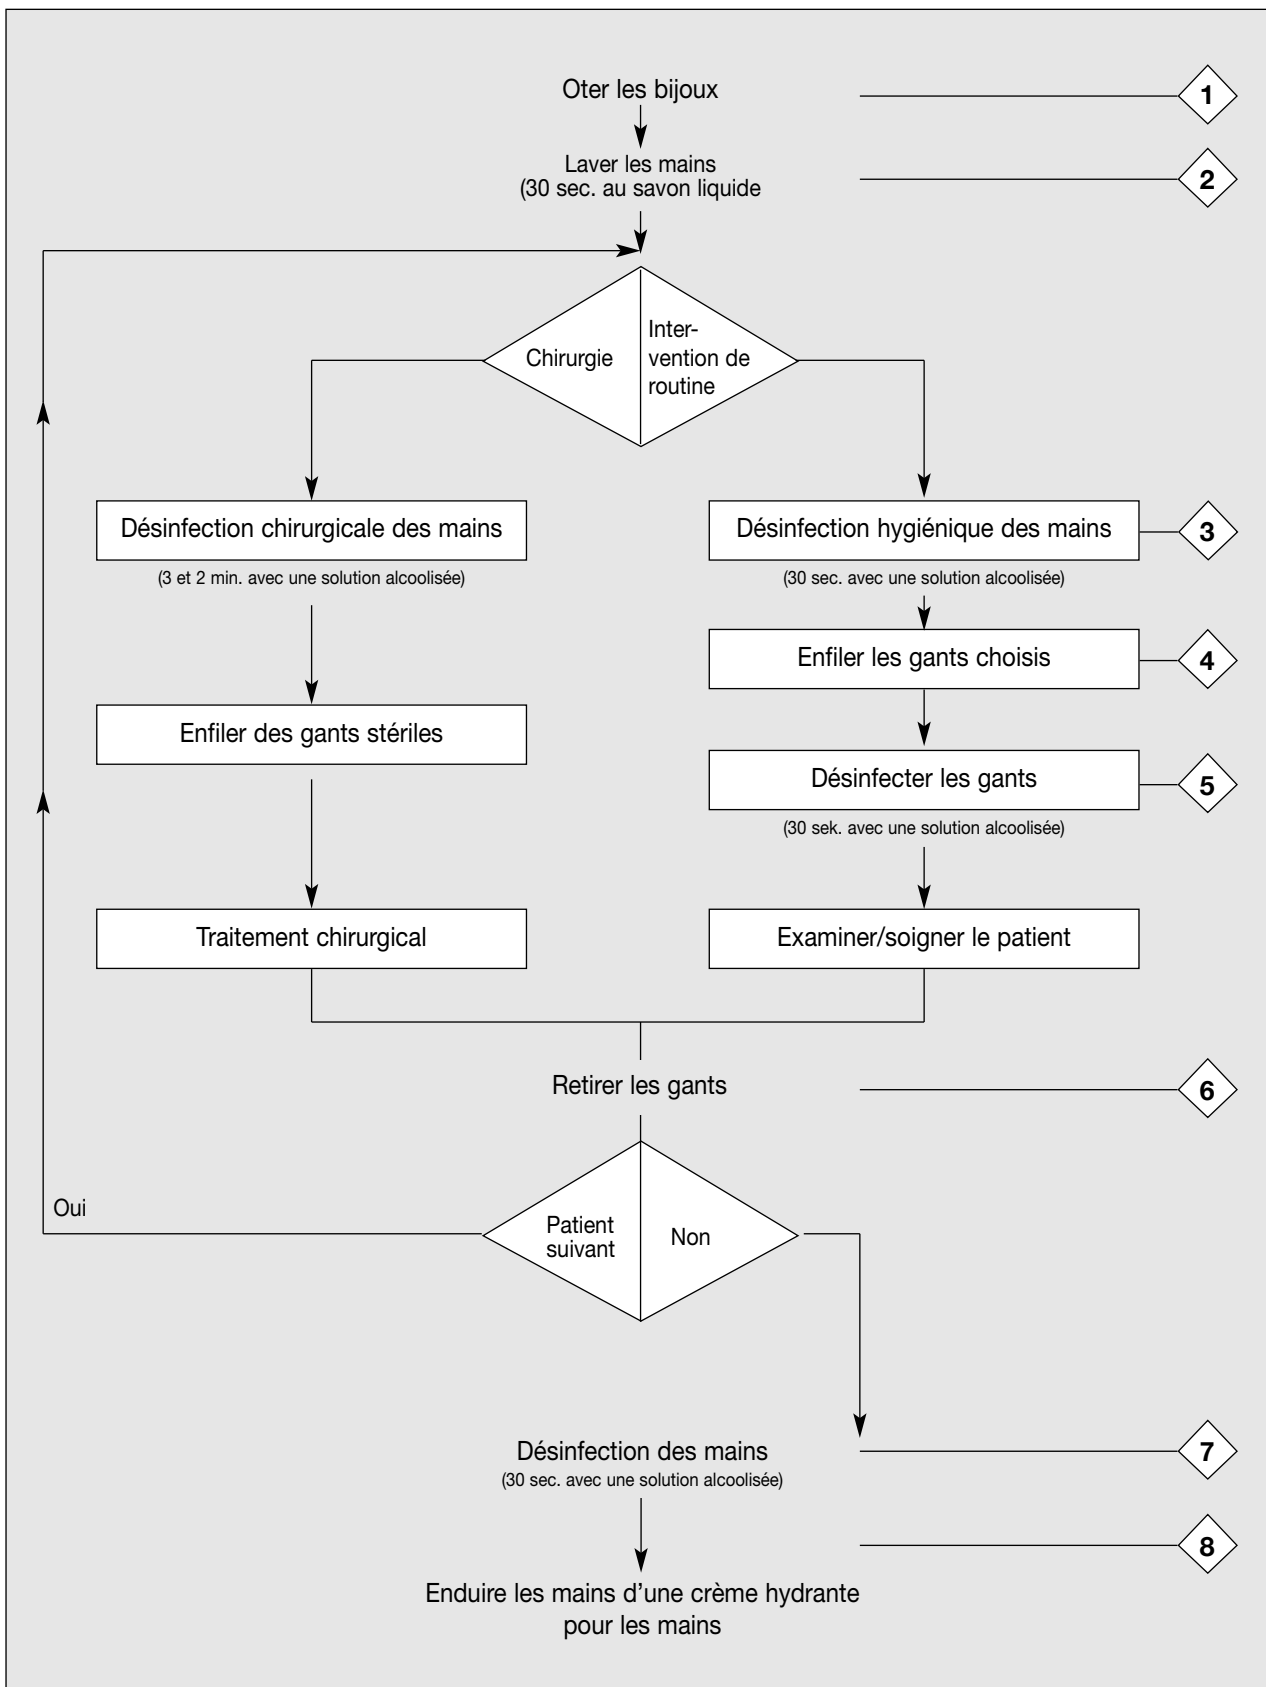 Oter les bijoux
1
Laver les mains
(30 sec. au savon liquide
2
Chirurgie
Inter-
vention de
routine
Désinfection chirurgicale des mains
(3 et 2 min. avec une solution alcoolisée)
Désinfection hygiénique des mains
3
(30 sec. avec une solution alcoolisée)
Enfiler les gants choisis
4
Enfiler des gants stériles
Désinfecter les gants
5
(30 sek. avec une solution alcoolisée)
Traitement chirurgical
Examiner/soigner le patient
Retirer les gants
6
Oui
Patient
suivant
Non
Désinfection des mains
7
(30 sec. avec une solution alcoolisée)
8
Enduire les mains d’une crème hydrante
pour les mains